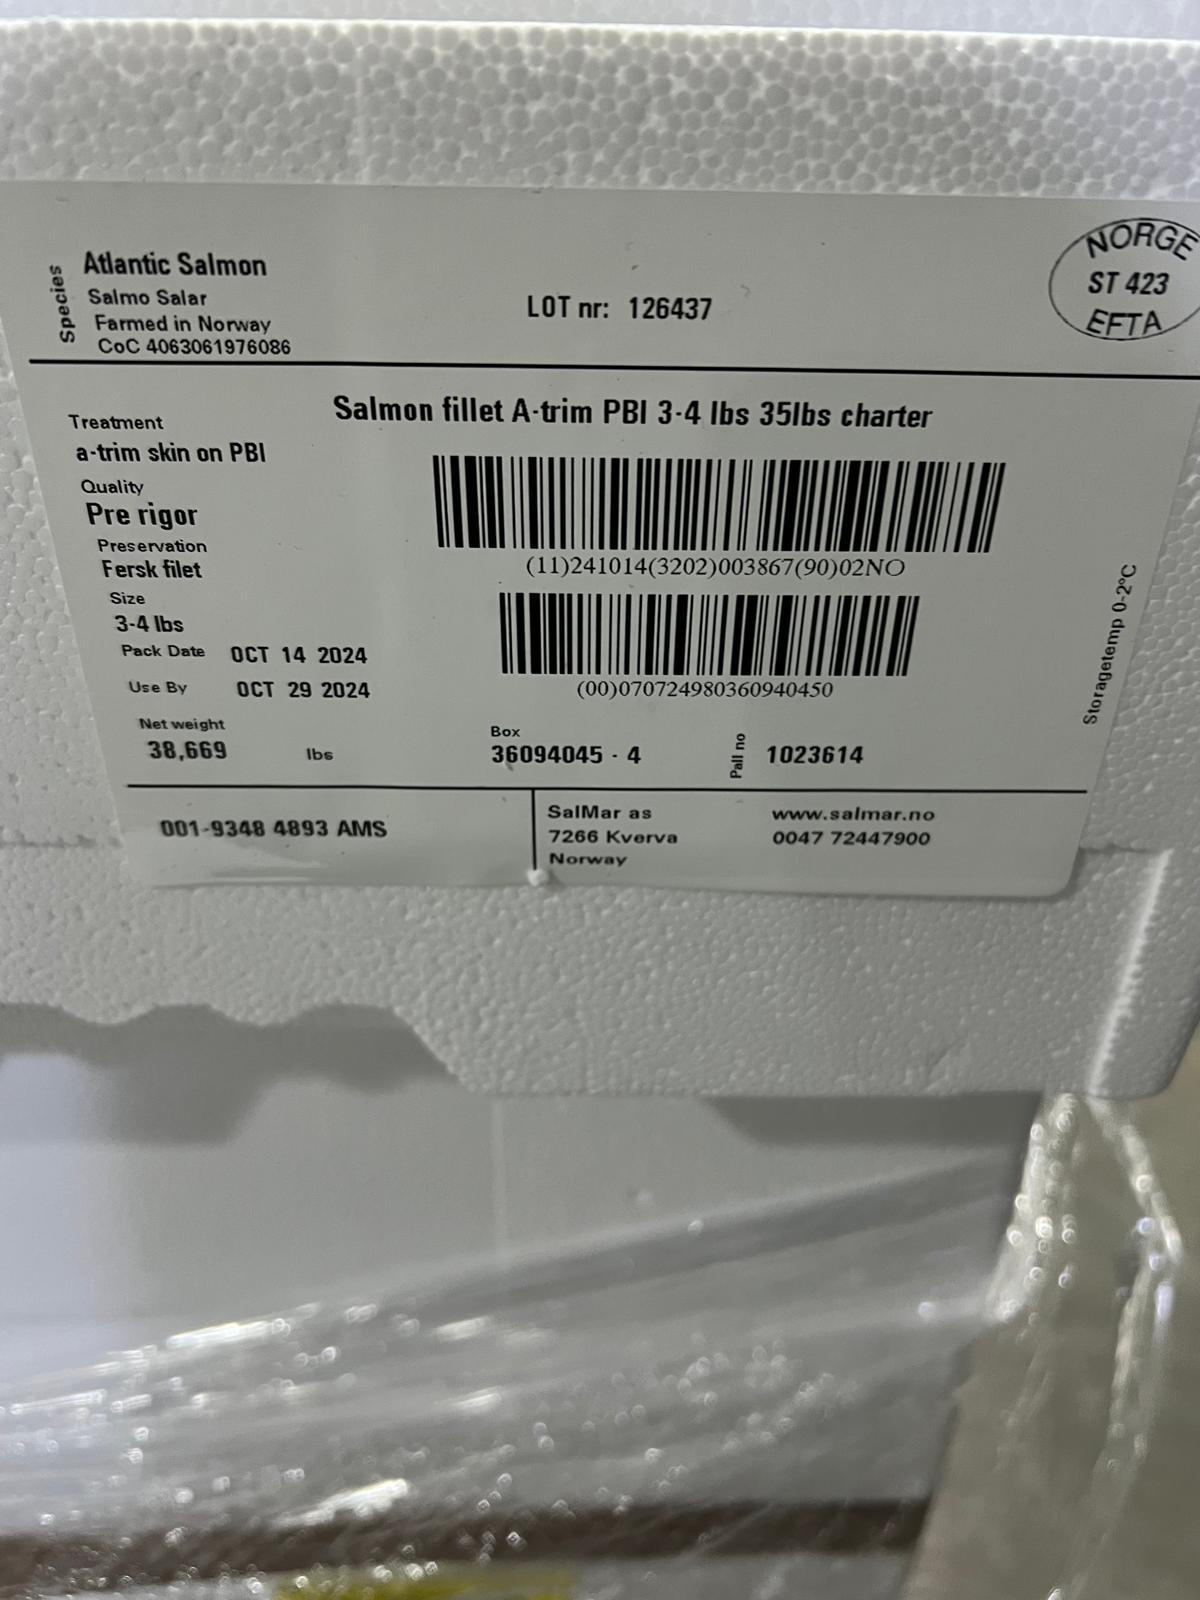 Species
Atlantic Salmon
Salmo Salar
Farmed in Norway
CoC 4063061976086
LOT nr: 126437
NORGE
ST 423
EFTA
Salmon fillet A-trim PBI 3-4 lbs 35lbs charter
Treatment
a-trim skin on PBI
Quality
Pre rigor
Preservation
Fersk filet
Size
3-4 lbs
Pack Date OCT 14 2024
Use By OCT 29 2024
Net weight
38,669 lbs
(11)241014(3202)003867(90)02NO
(00)070724980360940450
Box
36094045 - 4
Pall no 1023614
Storagetemp 0-2°C
001-9348 4893 AMS
SalMar as
7266 Kverva
Norway
www.salmar.no
0047 72447900